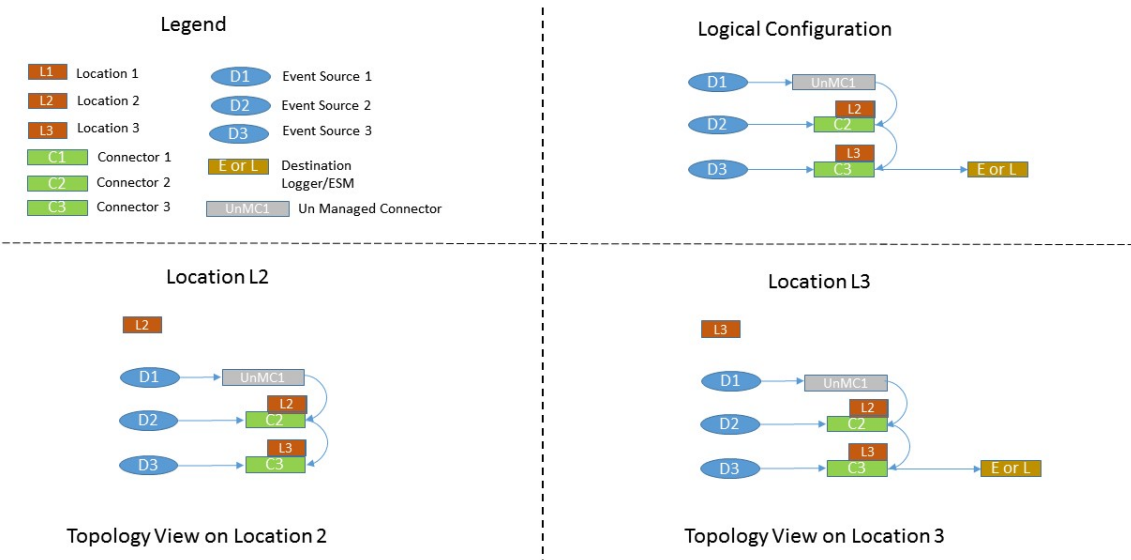 Legend
L1 Location 1
L2 Location 2
L3 Location 3
C1 Connector 1
C2 Connector 2
C3 Connector 3
D1 Event Source 1
D2 Event Source 2
D3 Event Source 3
E or L Destination
Logger/ESM
UnMC1 Un Managed Connector
Logical Configuration
D1 UnMC1
L2
D2 C2
L3
D3 C3 E or L
Location L2
L2
D1 UnMC1
L2
D2 C2
L3
D3 C3
Topology View on Location 2
Location L3
L3
D1 UnMC1
L2
D2 C2
L3
D3 C3 E or L
Topology View on Location 3